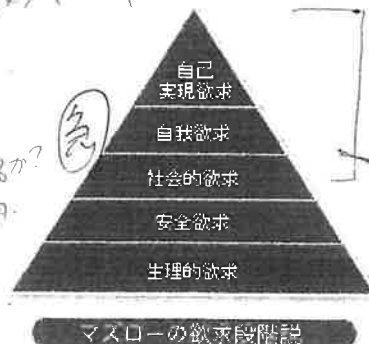 自己
実現欲求
自我欲求
社会的欲求
安全欲求
生理的欲求
マズローの欲求段階説